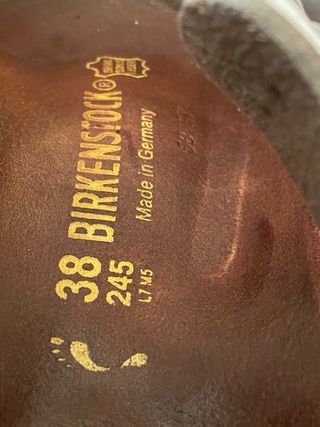 38 BIRKENSTOCK®
245 Made in Germany
L7 M5